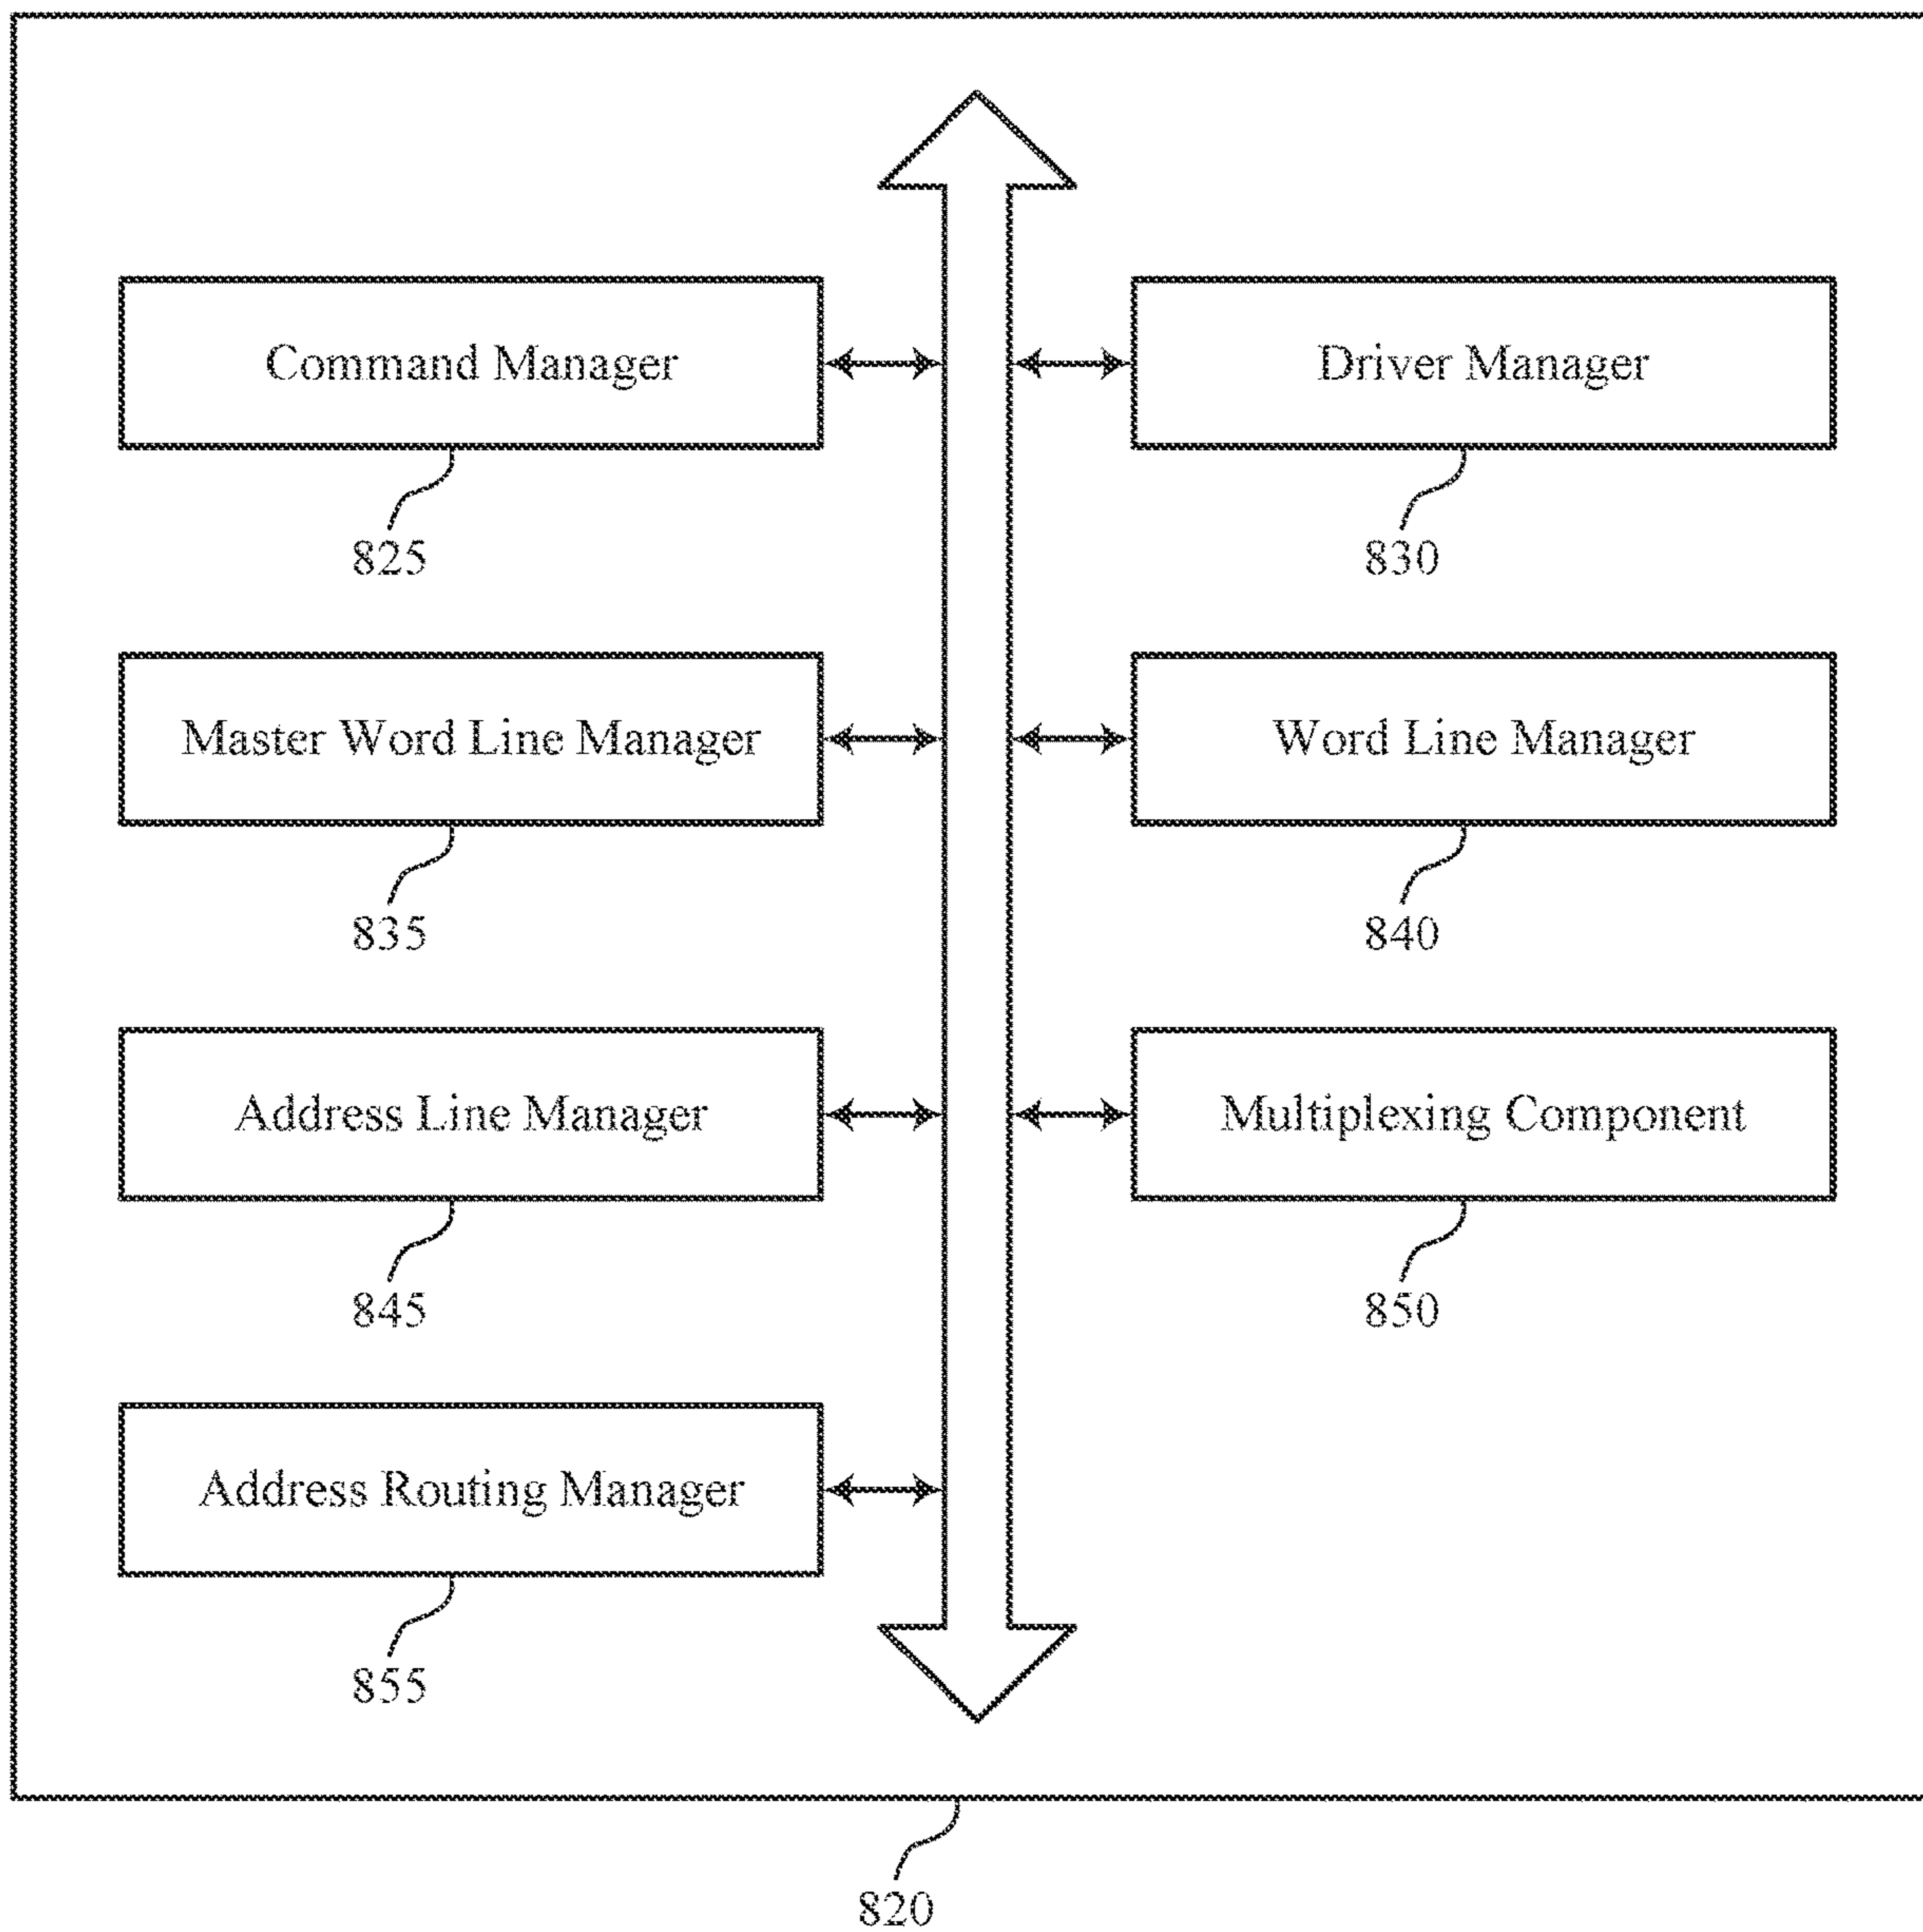 Command Manager
Driver Manager
825
830
Master Word Line Manager
Word Line Manager
835
840
Address Line Manager
Multiplexing Component
845
850
Address Routing Manager
855
820